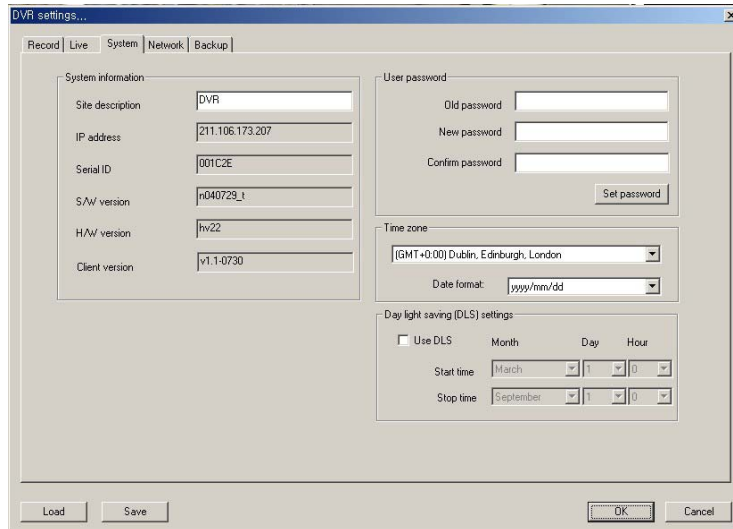 DVR settings...
Record Live System Network Backup
System information
Site description DVR
IP address 211.106.173.207
Serial ID 001C2E
S/W version n040729_t
H/W version hv22
Client version v1.1-0730
User password
Old password
New password
Confirm password
Set password
Time zone
(GMT+0:00) Dublin, Edinburgh, London
Date format: yyyy/mm/dd
Day light saving (DLS) settings
Use DLS Month Day Hour
Start time March 1 0
Stop time September 1 0
Load Save OK Cancel